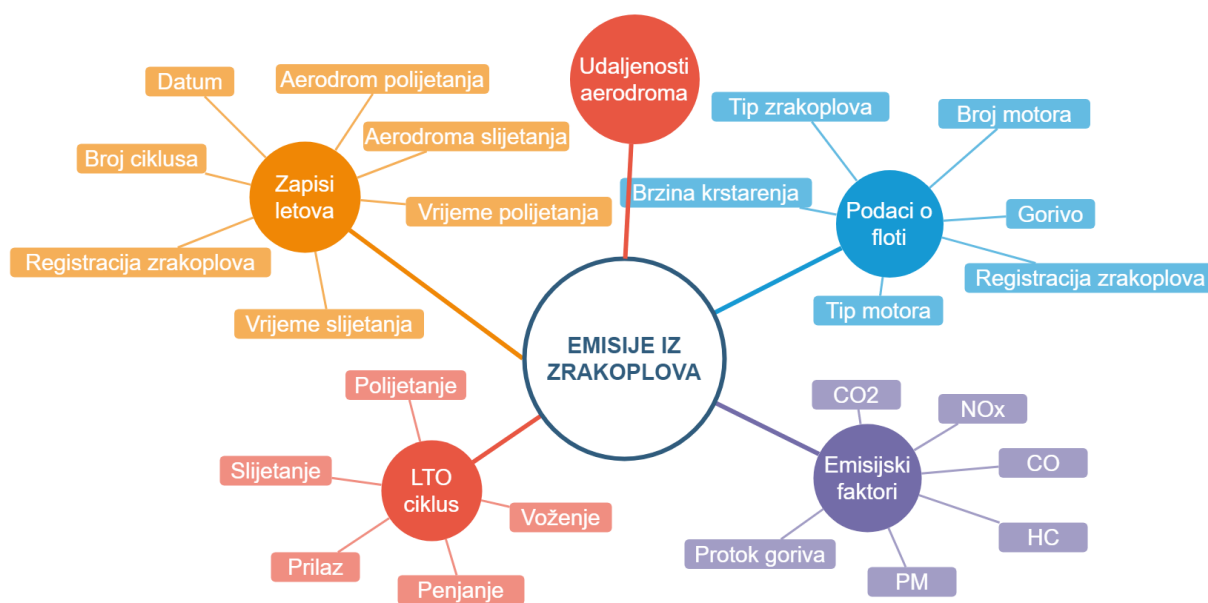 Udaljenosti
aerodroma
Datum
Aerodrom polijetanja
Aerodroma slijetanja
Broj ciklusa
Zapisi
letova
Vrijeme polijetanja
Registracija zrakoplova
Vrijeme slijetanja
Tip zrakoplova
Broj motora
Brzina krstarenja
Podaci o
floti
Gorivo
Registracija zrakoplova
Tip motora
EMISIJE IZ
ZRAKOPLOVA
Polijetanje
Slijetanje
LTO
ciklus
Voženje
Prilaz
Penjanje
CO2
NOx
Emisijski
faktori
CO
HC
Protok goriva
PM